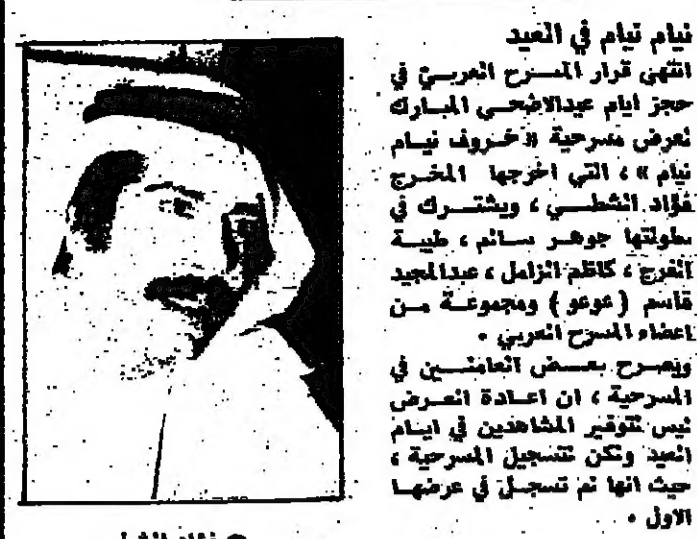 نيام نيام في العيد
انتهى قرار المسرح العربي في
حجز ايام عيدالاضحى المبارك
لعرض مسرحية « خروف نيام
نيام » ، التي اخرجها المخرج
فؤاد الشطي ، ويشترك في
بطولتها جوهر سالم ، طيبة
الفرج ، كاظم الزامل ، عبدالمجيد
قاسم ( عوعو ) ومجموعة من
اعضاء المسرح العربي .
ويصرح بعض العاملين في
المسرحية ، ان اعادة العرض
ليس لتوفير المشاهدين في ايام
العيد ولكن لتسجيل المسرحية ،
حيث انها لم تسجل في عرضها
الاول .